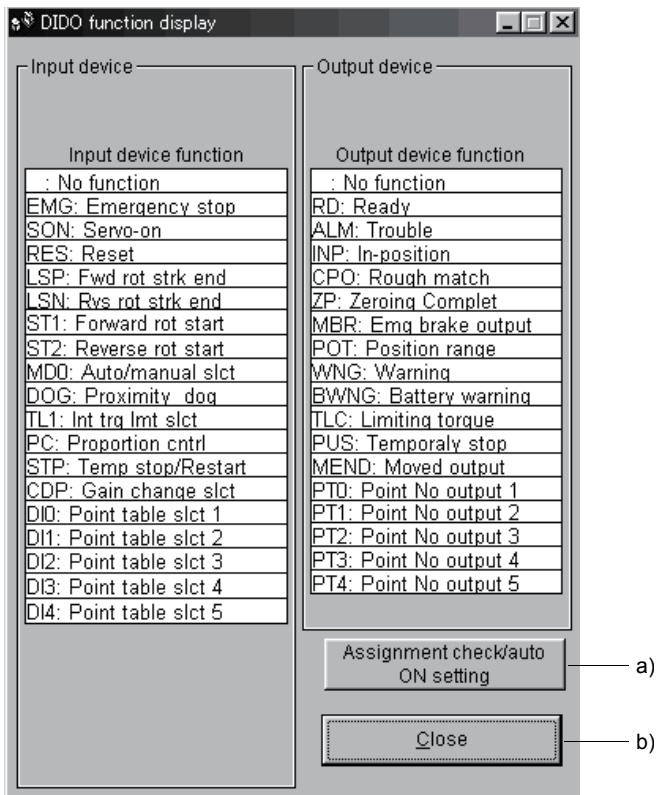 DIDO function display
Input device
Input device function
: No function
EMG: Emergency stop
SON: Servo-on
RES: Reset
LSP: Fwd rot strk end
LSN: Rvs rot strk end
ST1: Forward rot start
ST2: Reverse rot start
MD0: Auto/manual slct
DOG: Proximity dog
TL1: Int trq lmt slct
PC: Proportion cntrl
STP: Temp stop/Restart
CDP: Gain change slct
DI0: Point table slct 1
DI1: Point table slct 2
DI2: Point table slct 3
DI3: Point table slct 4
DI4: Point table slct 5
Output device
Output device function
: No function
RD: Ready
ALM: Trouble
INP: In-position
CPO: Rough match
ZP: Zeroing Complet
MBR: Emg brake output
POT: Position range
WNG: Warning
BWNG: Battery warning
TLC: Limiting torque
PUS: Temporaly stop
MEND: Moved output
PT0: Point No output 1
PT1: Point No output 2
PT2: Point No output 3
PT3: Point No output 4
PT4: Point No output 5
Assignment check/auto
ON setting
a)
Close
b)